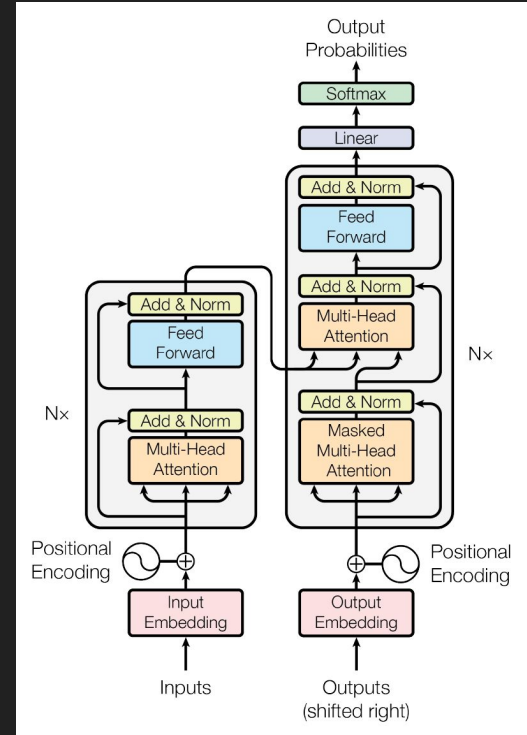 Output
Probabilities
Softmax
Linear
Add & Norm
Feed
Forward
Add & Norm
Multi-Head
Attention
Nx
Add & Norm
Masked
Multi-Head
Attention
Add & Norm
Feed
Forward
Nx
Add & Norm
Multi-Head
Attention
Positional
Encoding
Positional
Encoding
Input
Embedding
Output
Embedding
Inputs
Outputs
(shifted right)